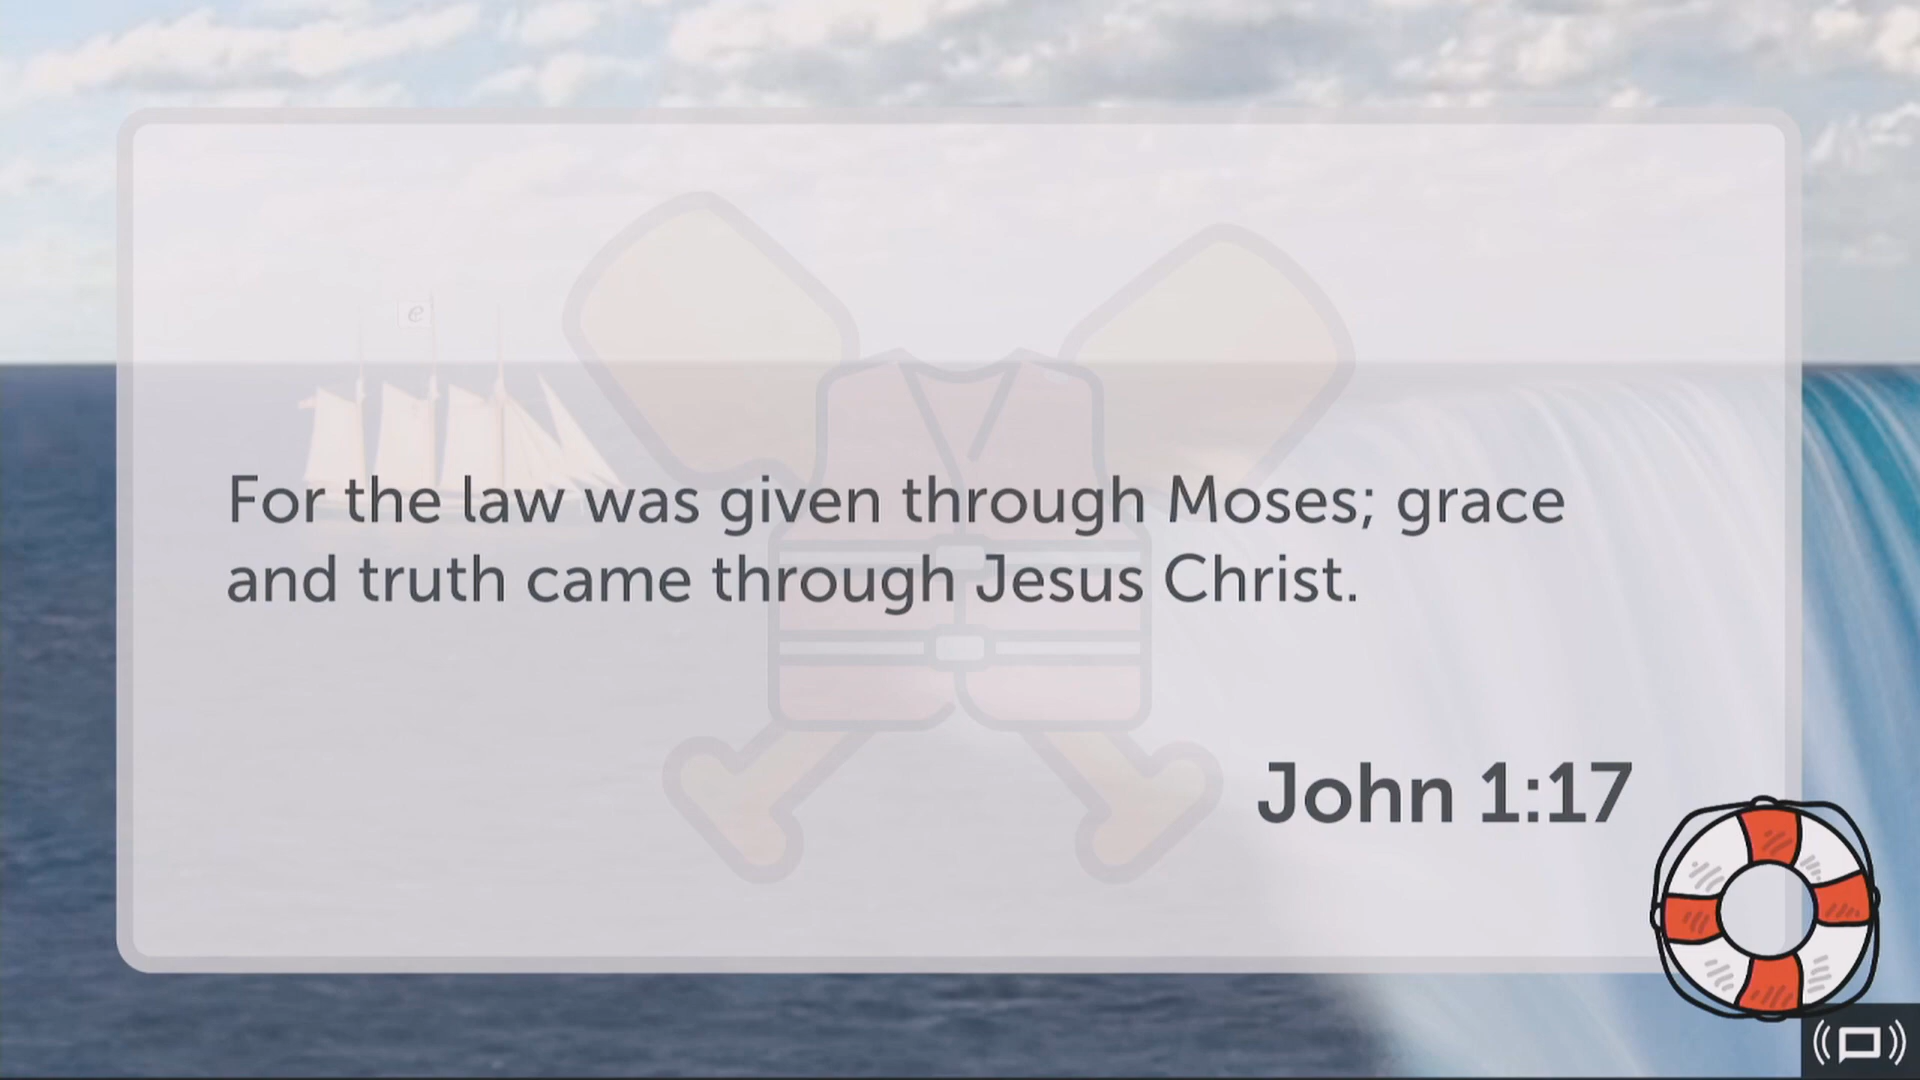 e
For the law was given through Moses; grace
and truth came through Jesus Christ.
John 1:17